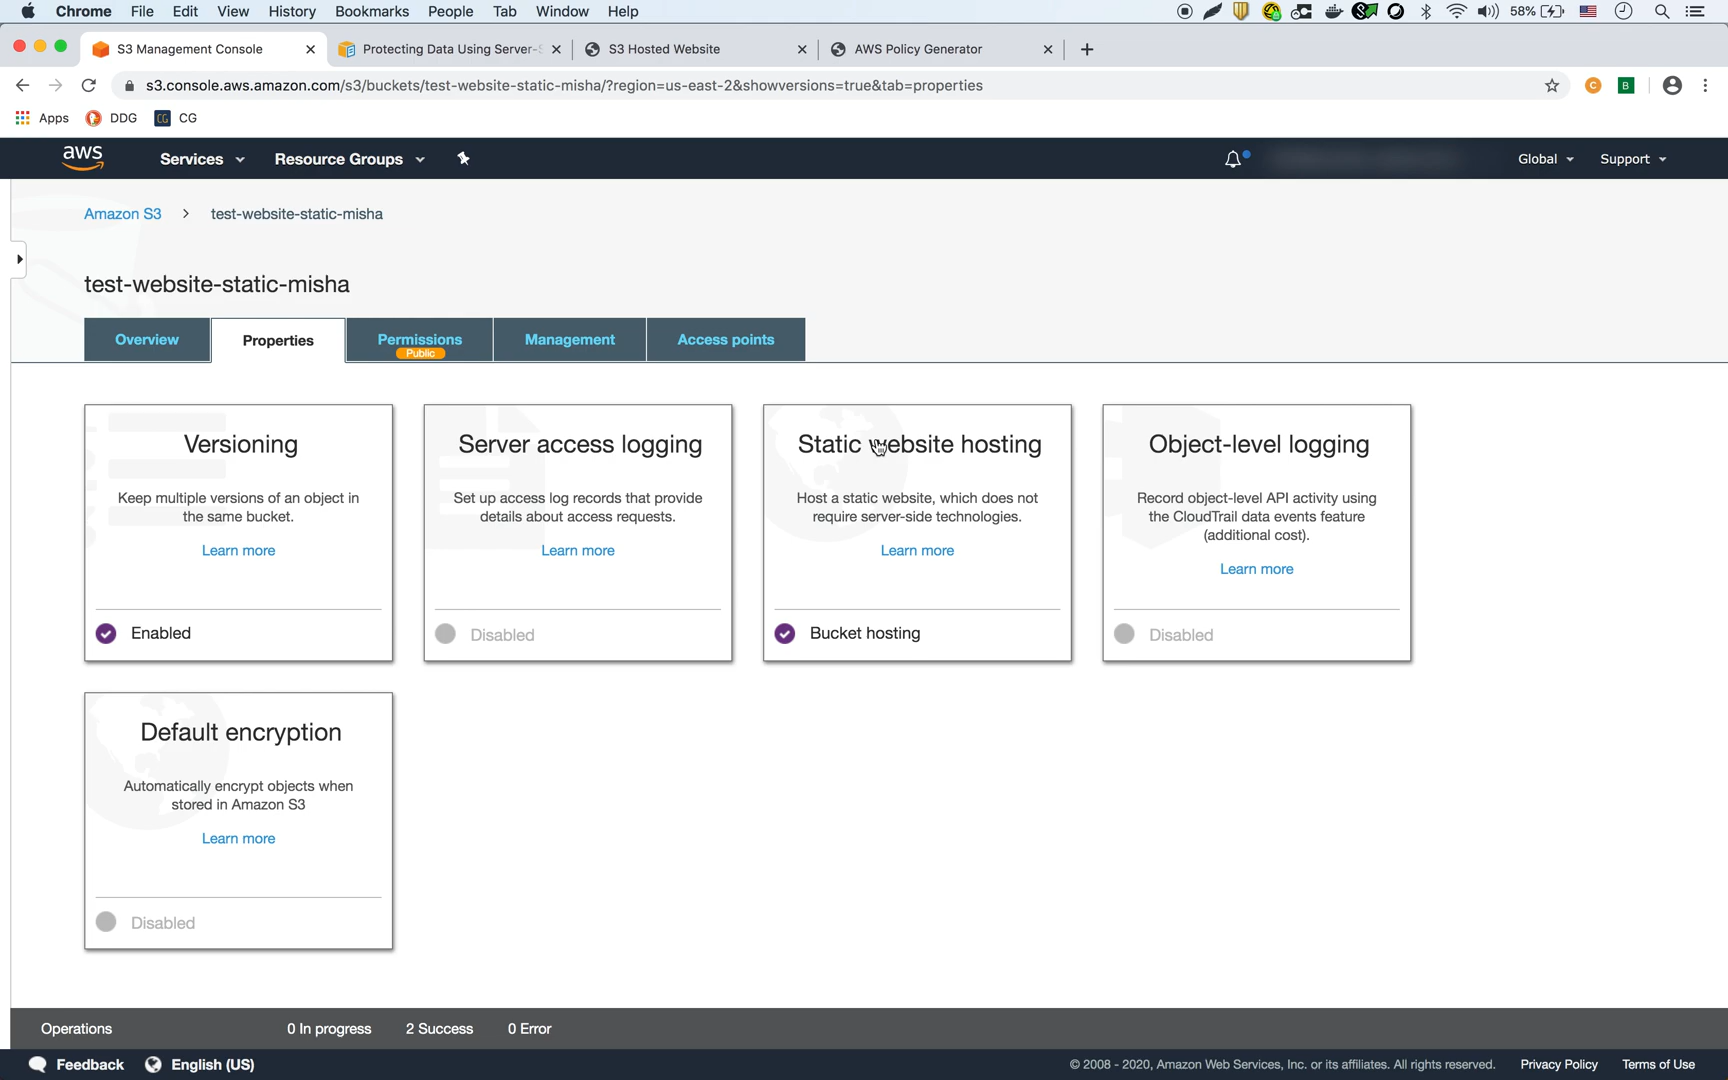 Chrome File Edit View History Bookmarks People Tab Window Help 58%
S3 Management Console Protecting Data Using Server-S S3 Hosted Website AWS Policy Generator
s3.console.aws.amazon.com/s3/buckets/test-website-static-misha/?region=us-east-2&showversions=true&tab=properties
Apps DDG CG CG
aws Services Resource Groups Global Support
Amazon S3 > test-website-static-misha
test-website-static-misha
Overview Properties Permissions Management Access points
Public
Versioning
Keep multiple versions of an object in
the same bucket.
Learn more
Enabled
Server access logging
Set up access log records that provide
details about access requests.
Learn more
Disabled
Static website hosting
Host a static website, which does not
require server-side technologies.
Learn more
Bucket hosting
Object-level logging
Record object-level API activity using
the CloudTrail data events feature
(additional cost).
Learn more
Disabled
Default encryption
Automatically encrypt objects when
stored in Amazon S3
Learn more
Disabled
Operations 0 In progress 2 Success 0 Error
Feedback English (US) © 2008 - 2020, Amazon Web Services, Inc. or its affiliates. All rights reserved. Privacy Policy Terms of Use